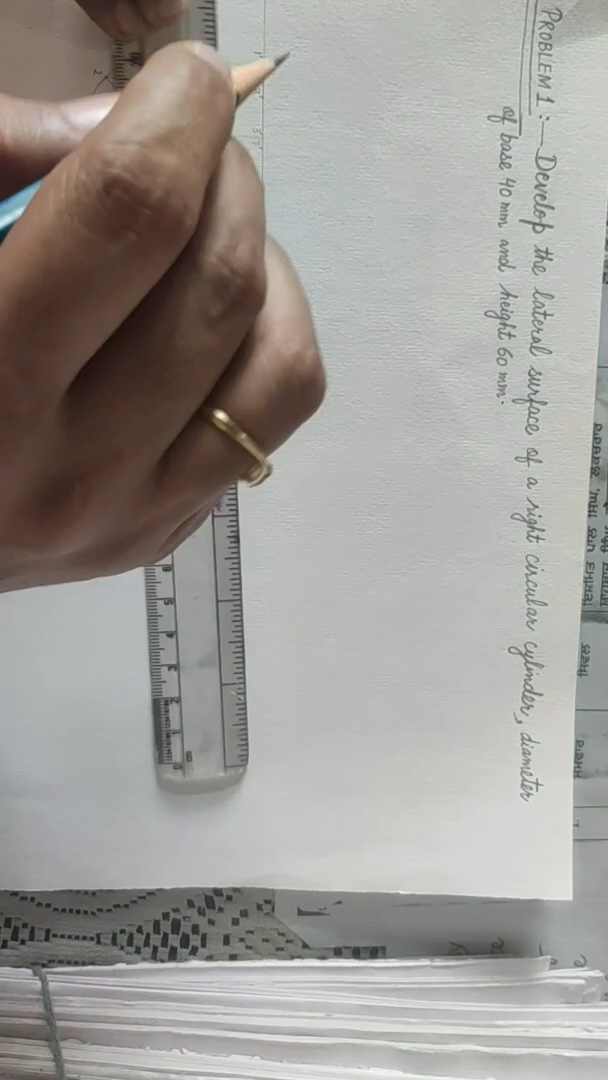 PROBLEM 1 :— Develop the lateral surface of a right circular cylinder, diameter
of base 40 mm and height 60 mm.